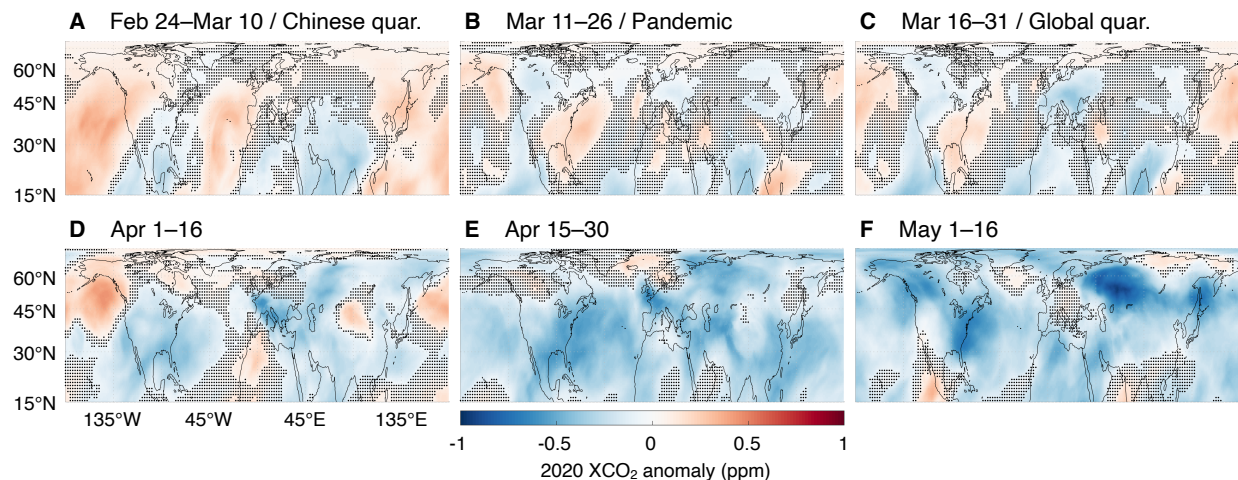 A Feb 24–Mar 10 / Chinese quar.
B Mar 11–26 / Pandemic
C Mar 16–31 / Global quar.
60°N
45°N
30°N
15°N
D Apr 1–16
E Apr 15–30
F May 1–16
60°N
45°N
30°N
15°N
135°W 45°W 45°E 135°E
-1 -0.5 0 0.5 1
2020 XCO₂ anomaly (ppm)